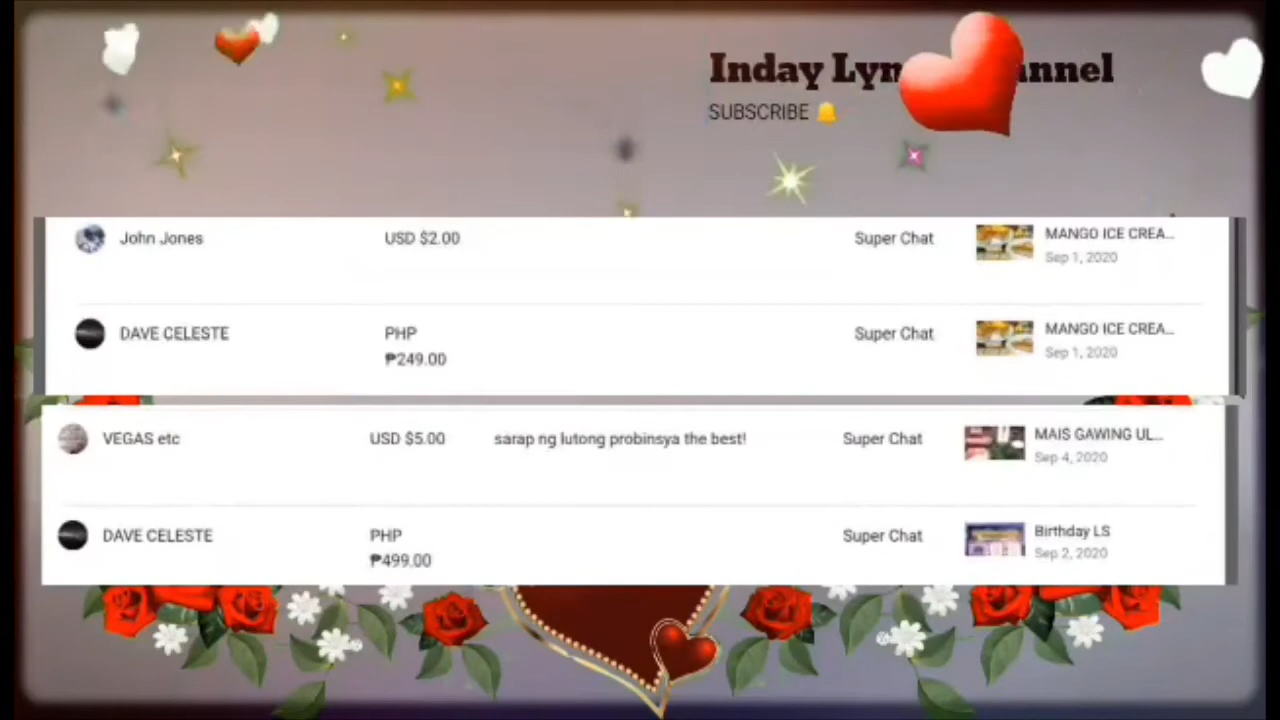 Inday Lyn
SUBSCRIBE 🔔
John Jones USD $2.00 Super Chat MANGO ICE CREA...
Sep 1, 2020
DAVE CELESTE PHP Super Chat MANGO ICE CREA...
₱249.00 Sep 1, 2020
VEGAS etc USD $5.00 sarap ng lutong probinsya the best! Super Chat MAIS GAWING UL...
Sep 4, 2020
DAVE CELESTE PHP Super Chat Birthday LS
₱499.00 Sep 2, 2020